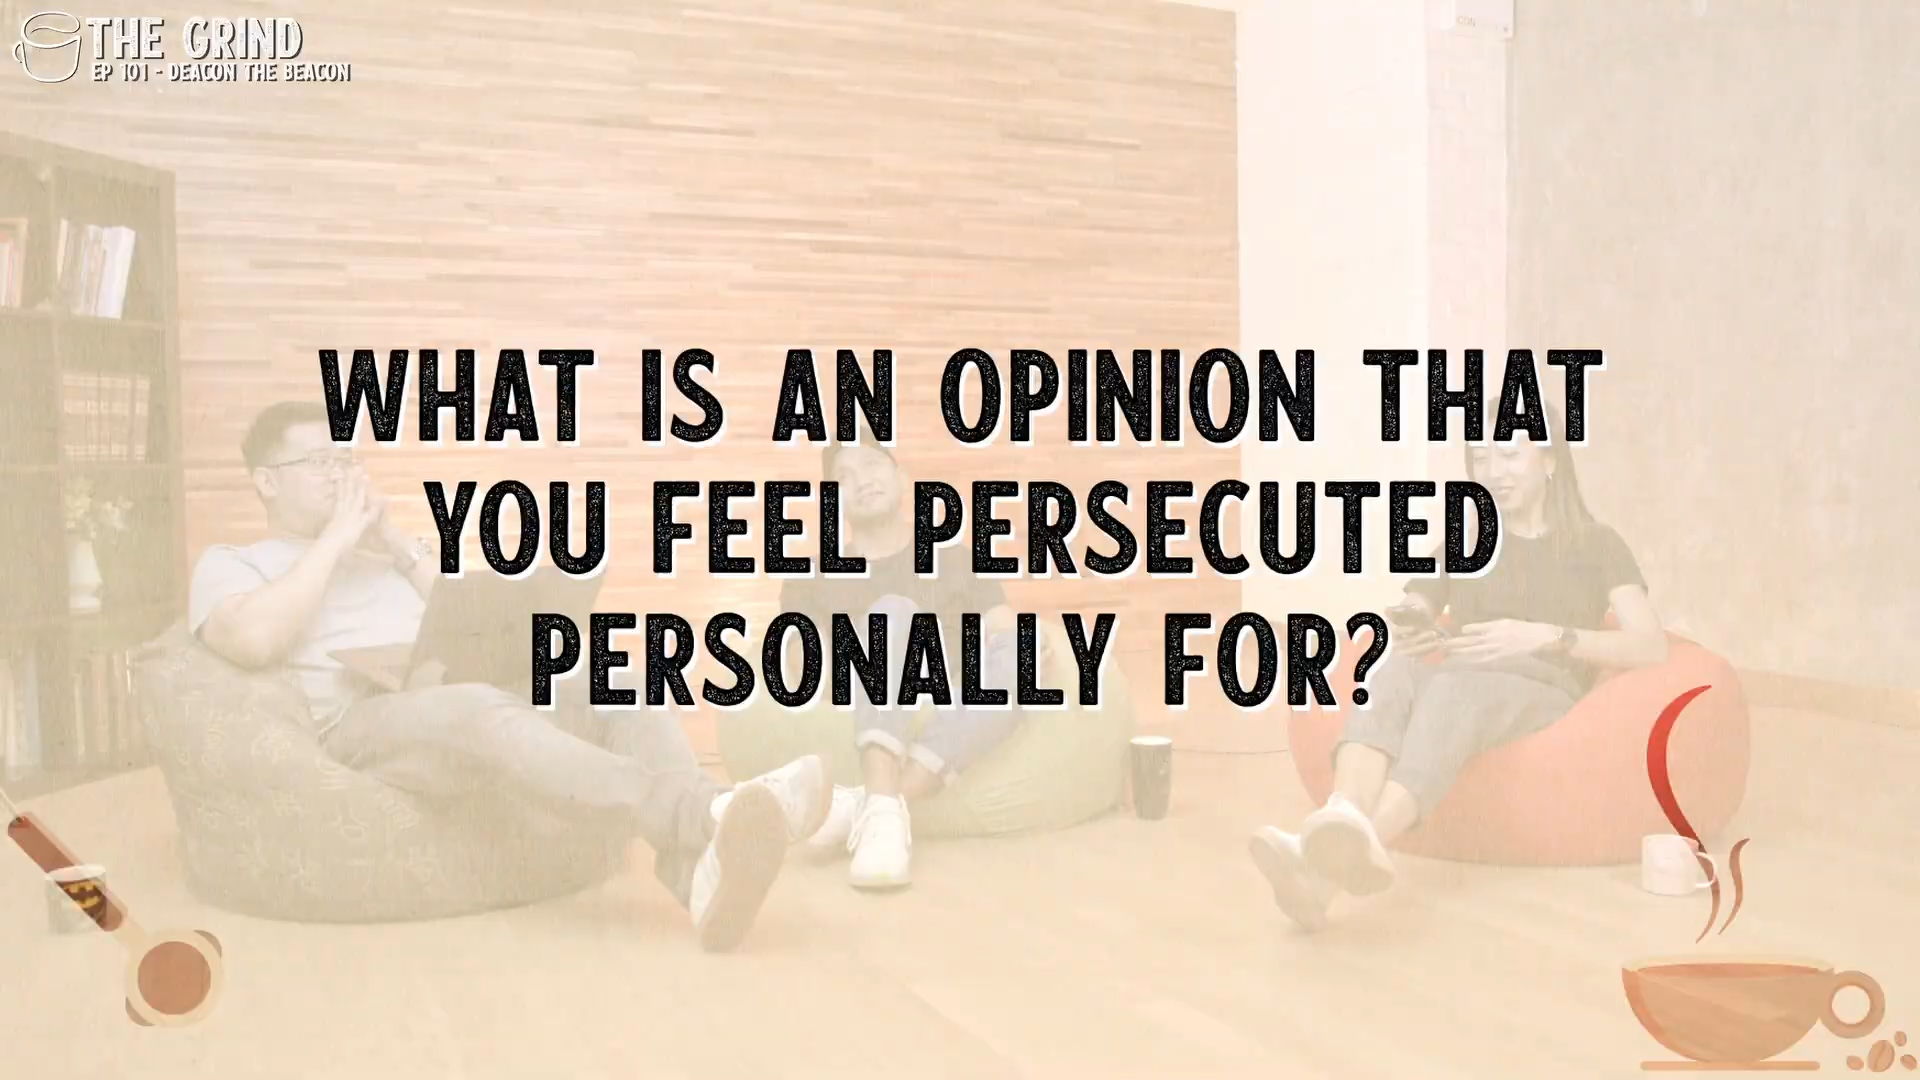 THE GRIND
EP 101 - DEACON THE BEACON
WHAT IS AN OPINION THAT
YOU FEEL PERSECUTED
PERSONALLY FOR?